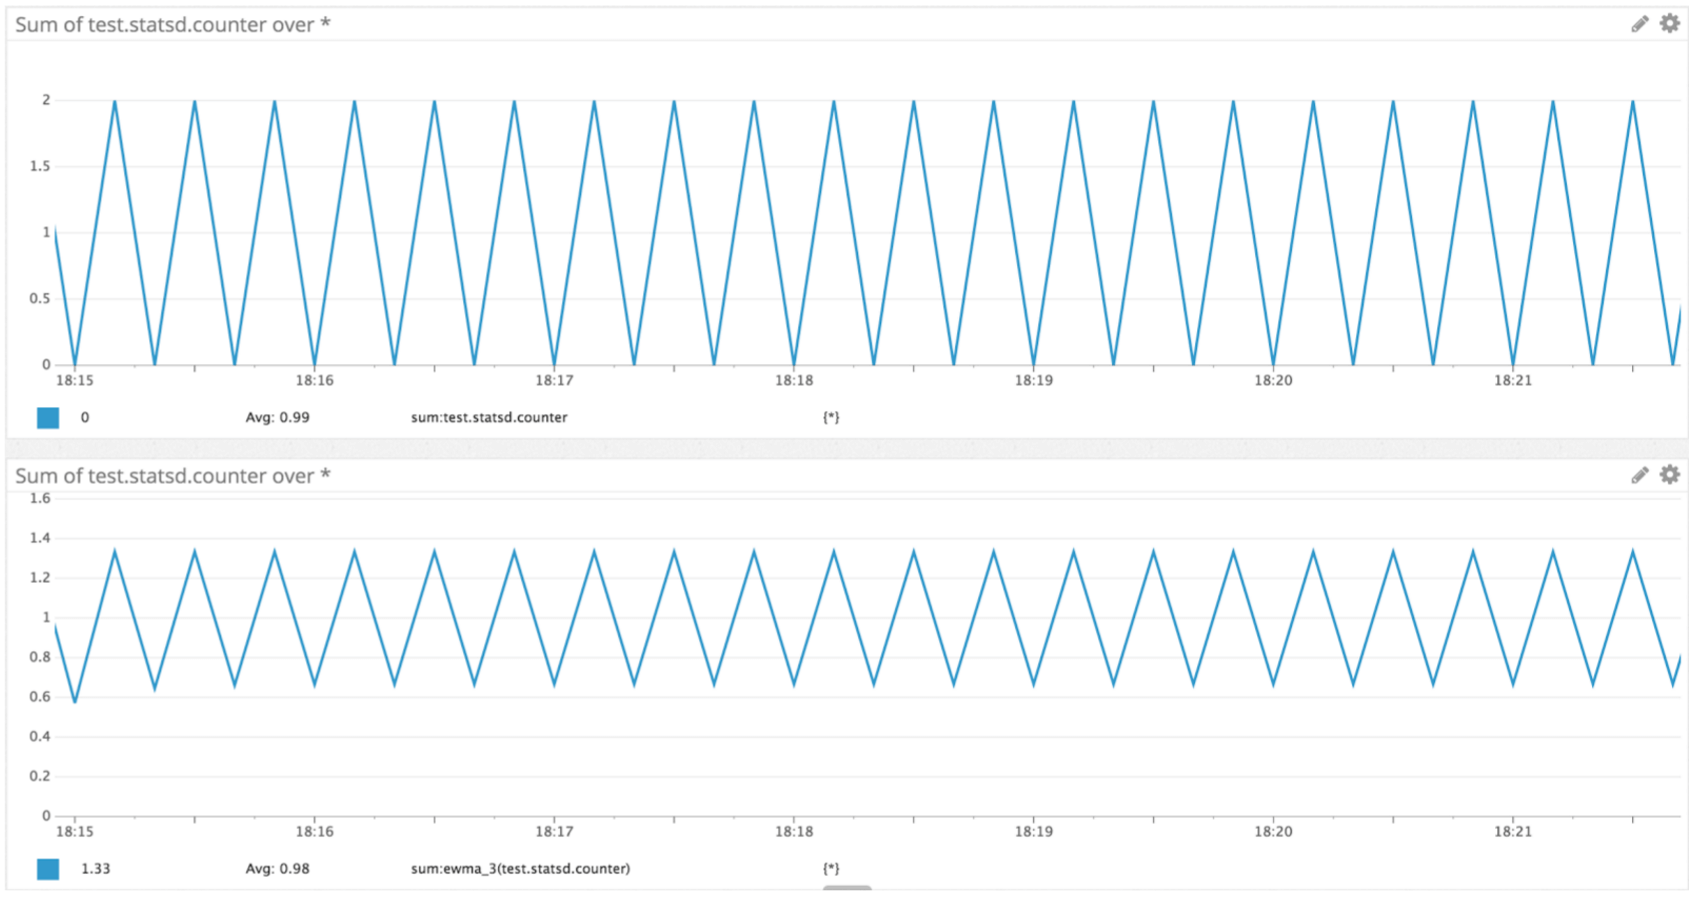 Sum of test.statsd.counter over *
2
1.5
1
0.5
0
18:15 18:16 18:17 18:18 18:19 18:20 18:21
0 Avg: 0.99 sum:test.statsd.counter {*}
Sum of test.statsd.counter over *
1.6
1.4
1.2
1
0.8
0.6
0.4
0.2
0
18:15 18:16 18:17 18:18 18:19 18:20 18:21
1.33 Avg: 0.98 sum:ewma_3(test.statsd.counter) {*}